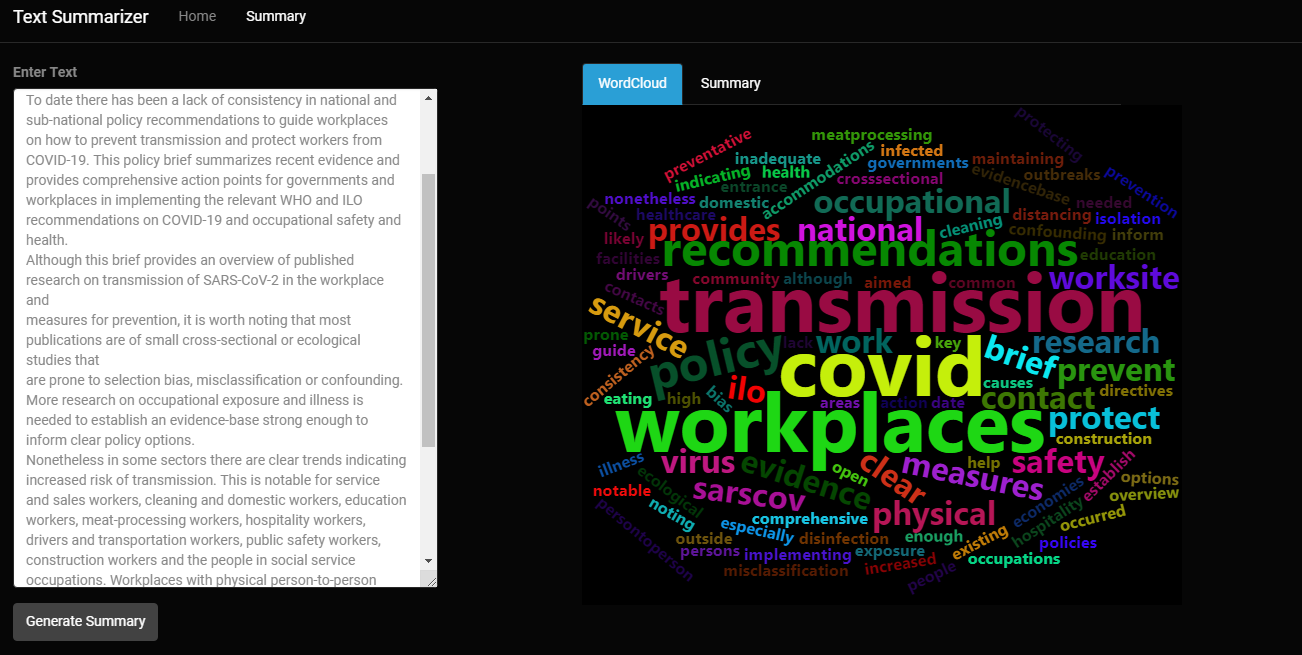 Text Summarizer Home Summary
Enter Text
To date there has been a lack of consistency in national and
sub-national policy recommendations to guide workplaces
on how to prevent transmission and protect workers from
COVID-19. This policy brief summarizes recent evidence and
provides comprehensive action points for governments and
workplaces in implementing the relevant WHO and ILO
recommendations on COVID-19 and occupational safety and
health.
Although this brief provides an overview of published
research on transmission of SARS-CoV-2 in the workplace
and
measures for prevention, it is worth noting that most
publications are of small cross-sectional or ecological
studies that
are prone to selection bias, misclassification or confounding.
More research on occupational exposure and illness is
needed to establish an evidence-base strong enough to
inform clear policy options.
Nonetheless in some sectors there are clear trends indicating
increased risk of transmission. This is notable for service
and sales workers, cleaning and domestic workers, education
workers, meat-processing workers, hospitality workers,
drivers and transportation workers, public safety workers,
construction workers and the people in social service
occupations. Workplaces with physical person-to-person
Generate Summary
WordCloud Summary
protecting
preventative
meatprocessing
infected
inadequate
governments
maintaining
indicating
health
accommodations
crosssectional
evidencebase
outbreaks
prevention
entrance
nonetheless
domestic
occupational
needed
points
healthcare
distancing
isolation
provides
national
cleaning
confounding
inform
likely
recommendations
education
facilities
drivers
community
although
aimed
common
worksite
contacts
transmission
service
prone
guide
policy
lack
work
key
brief
research
consistency
covid
causes
prevent
ilo
bias
eating
high
areas
action
date
contact
directives
workplaces
protect
construction
illness
virus
evidence
open
clear
measures
help
safety
establish
notable
ecological
sarscov
options
economies
overview
persontoperson
noting
especially
comprehensive
physical
hospitality
occurred
outside
disinfection
enough
existing
policies
persons
implementing
exposure
occupations
misclassification
increased
people